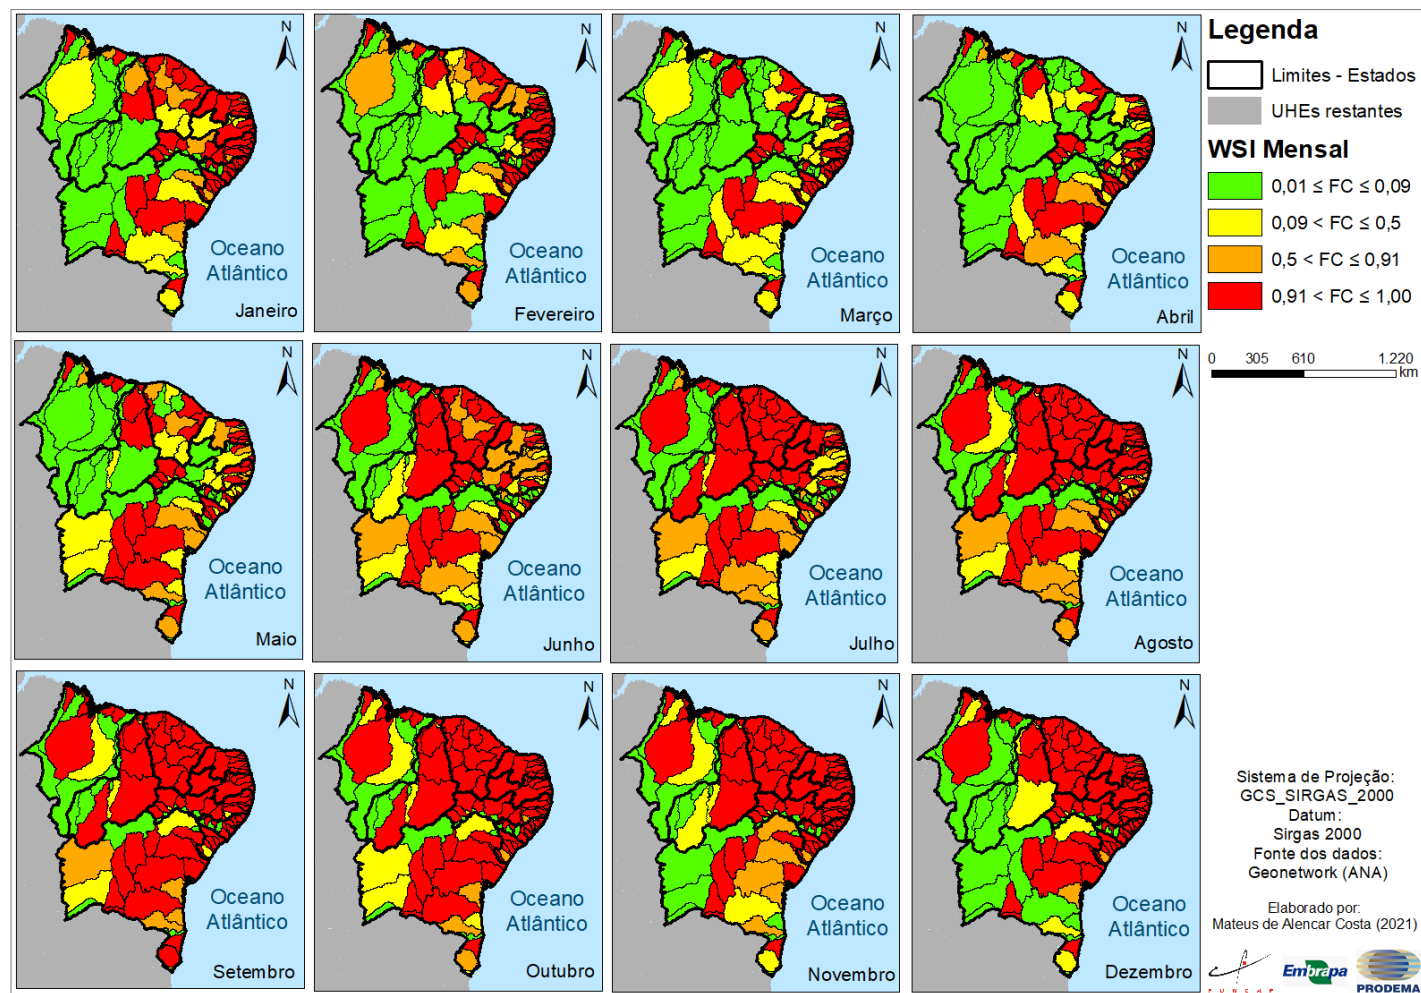 N
Oceano
Atlântico
Janeiro
N
Oceano
Atlântico
Fevereiro
N
Oceano
Atlântico
Março
N
Oceano
Atlântico
Abril
N
Oceano
Atlântico
Maio
N
Oceano
Atlântico
Junho
N
Oceano
Atlântico
Julho
N
Oceano
Atlântico
Agosto
N
Oceano
Atlântico
Setembro
N
Oceano
Atlântico
Outubro
N
Oceano
Atlântico
Novembro
N
Oceano
Atlântico
Dezembro
Legenda
Limites - Estados
UHEs restantes
WSI Mensal
0,01 ≤ FC ≤ 0,09
0,09 < FC ≤ 0,5
0,5 < FC ≤ 0,91
0,91 < FC ≤ 1,00
0 305 610 1.220
km
Sistema de Projeção:
GCS_SIRGAS_2000
Datum:
Sirgas 2000
Fonte dos dados:
Geonetwork (ANA)
Elaborado por:
Mateus de Alencar Costa (2021)
FUNCAP
Embrapa
PRODEMA